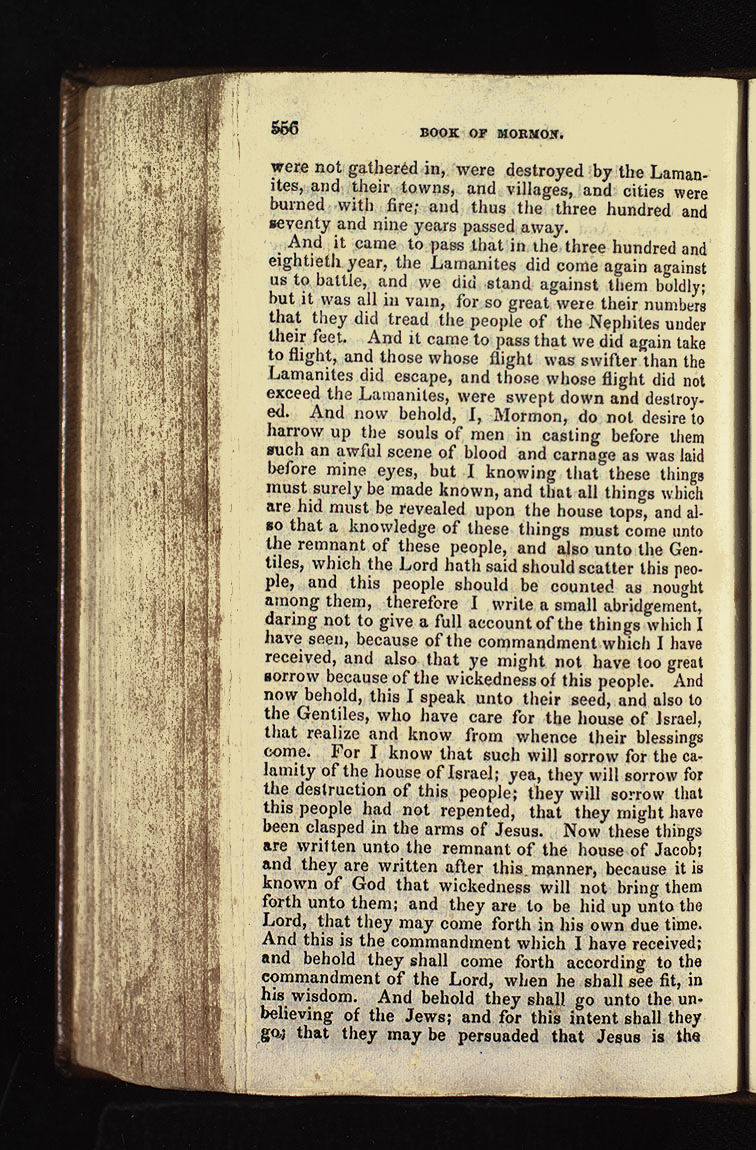 556
BOOK OF MORMON.
were not gathered in, were destroyed by the Laman-
ites, and their towns, and villages, and cities were
burned with fire; and thus the three hundred and
seventy and nine years passed away.
And it came to pass that in the three hundred and
eightieth year, the Lamanites did come again against
us to battle, and we did stand against them boldly;
but it was all in vain, for so great were their numbers
that they did tread the people of the Nephites under
their feet. And it came to pass that we did again take
to flight, and those whose flight was swifter than the
Lamanites did escape, and those whose flight did not
exceed the Lamanites, were swept down and destroy-
ed. And now behold, I, Mormon, do not desire to
harrow up the souls of men in casting before them
such an awful scene of blood and carnage as was laid
before mine eyes, but I knowing that these things
must surely be made known, and that all things which
are hid must be revealed upon the house tops, and al-
so that a knowledge of these things must come unto
the remnant of these people, and also unto the Gen-
tiles, which the Lord hath said should scatter this peo-
ple, and this people should be counted as nought
among them, therefore I write a small abridgement,
daring not to give a full account of the things which I
have seen, because of the commandment which I have
received, and also that ye might not have too great
sorrow because of the wickedness of this people. And
now behold, this I speak unto their seed, and also to
the Gentiles, who have care for the house of Israel,
that realize and know from whence their blessings
come. For I know that such will sorrow for the ca-
lamity of the house of Israel; yea, they will sorrow for
the destruction of this people; they will sorrow that
this people had not repented, that they might have
been clasped in the arms of Jesus. Now these things
are written unto the remnant of the house of Jacob;
and they are written after this manner, because it is
known of God that wickedness will not bring them
forth unto them; and they are to be hid up unto the
Lord, that they may come forth in his own due time.
And this is the commandment which I have received;
and behold they shall come forth according to the
commandment of the Lord, when he shall see fit, in
his wisdom. And behold they shall go unto the un-
believing of the Jews; and for this intent shall they
go; that they may be persuaded that Jesus is the